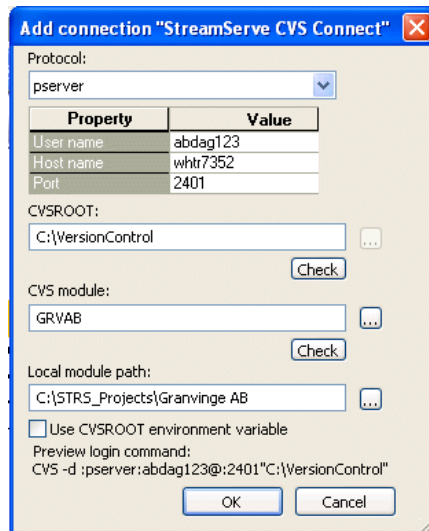 Add connection "StreamServe CVS Connect"
Protocol:
pserver
Property Value
User name abdag123
Host name whtr7352
Port 2401
CVSROOT:
C:\VersionControl
...
Check
CVS module:
GRVAB
...
Check
Local module path:
C:\STRS_Projects\Granvinge AB
...
Use CVSROOT environment variable
Preview login command:
CVS -d :pserver:abdag123@:2401"C:\VersionControl"
OK Cancel